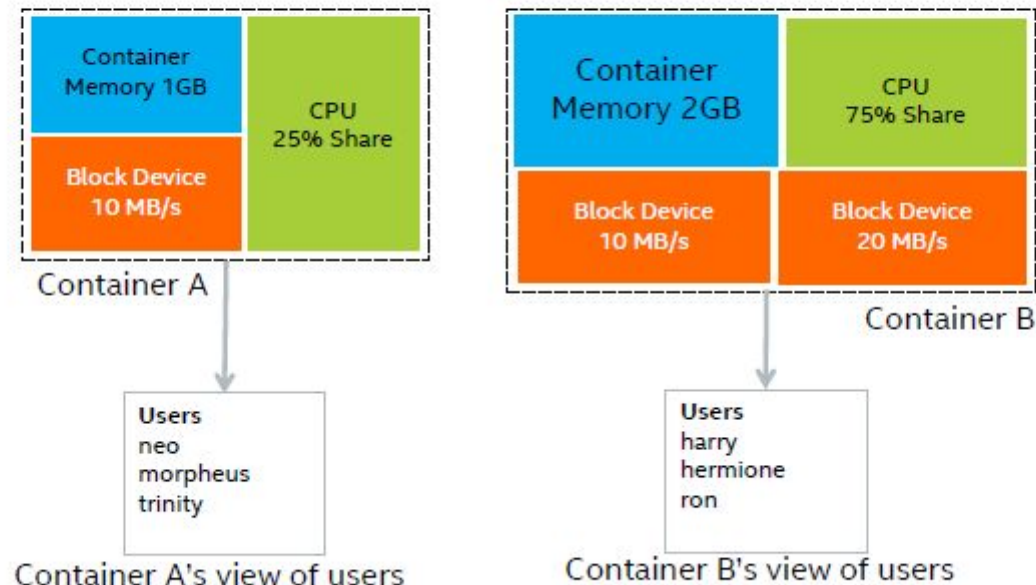 Container
Memory 1GB
CPU
25% Share
Block Device
10 MB/s
Container A
Users
neo
morpheus
trinity
Container A's view of users
Container
Memory 2GB
CPU
75% Share
Block Device
10 MB/s
Block Device
20 MB/s
Container B
Users
harry
hermione
ron
Container B's view of users